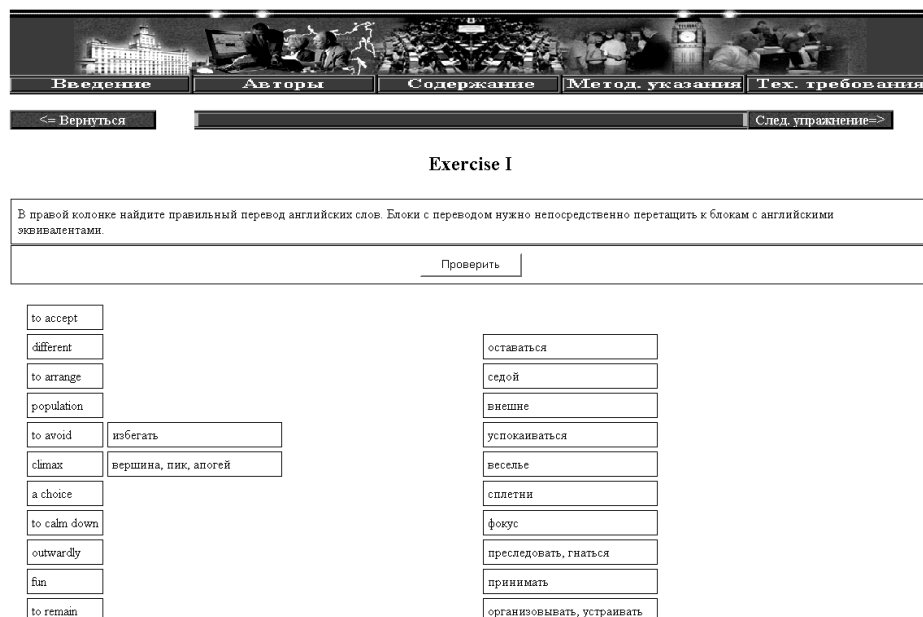 Введение Авторы Содержание Метод. указания Тех. требования
<= Вернуться След. упражнение=>
Exercise I
В правой колонке найдите правильный перевод английских слов. Блоки с переводом нужно непосредственно перетащить к блокам с английскими
эквивалентами.
Проверить
to accept
different оставаться
to arrange седой
population внешне
to avoid избегать успокаиваться
climax вершина, пик, апогей веселье
a choice сплетни
to calm down фокус
outwardly преследовать, гнаться
fun принимать
to remain организовывать, устраивать